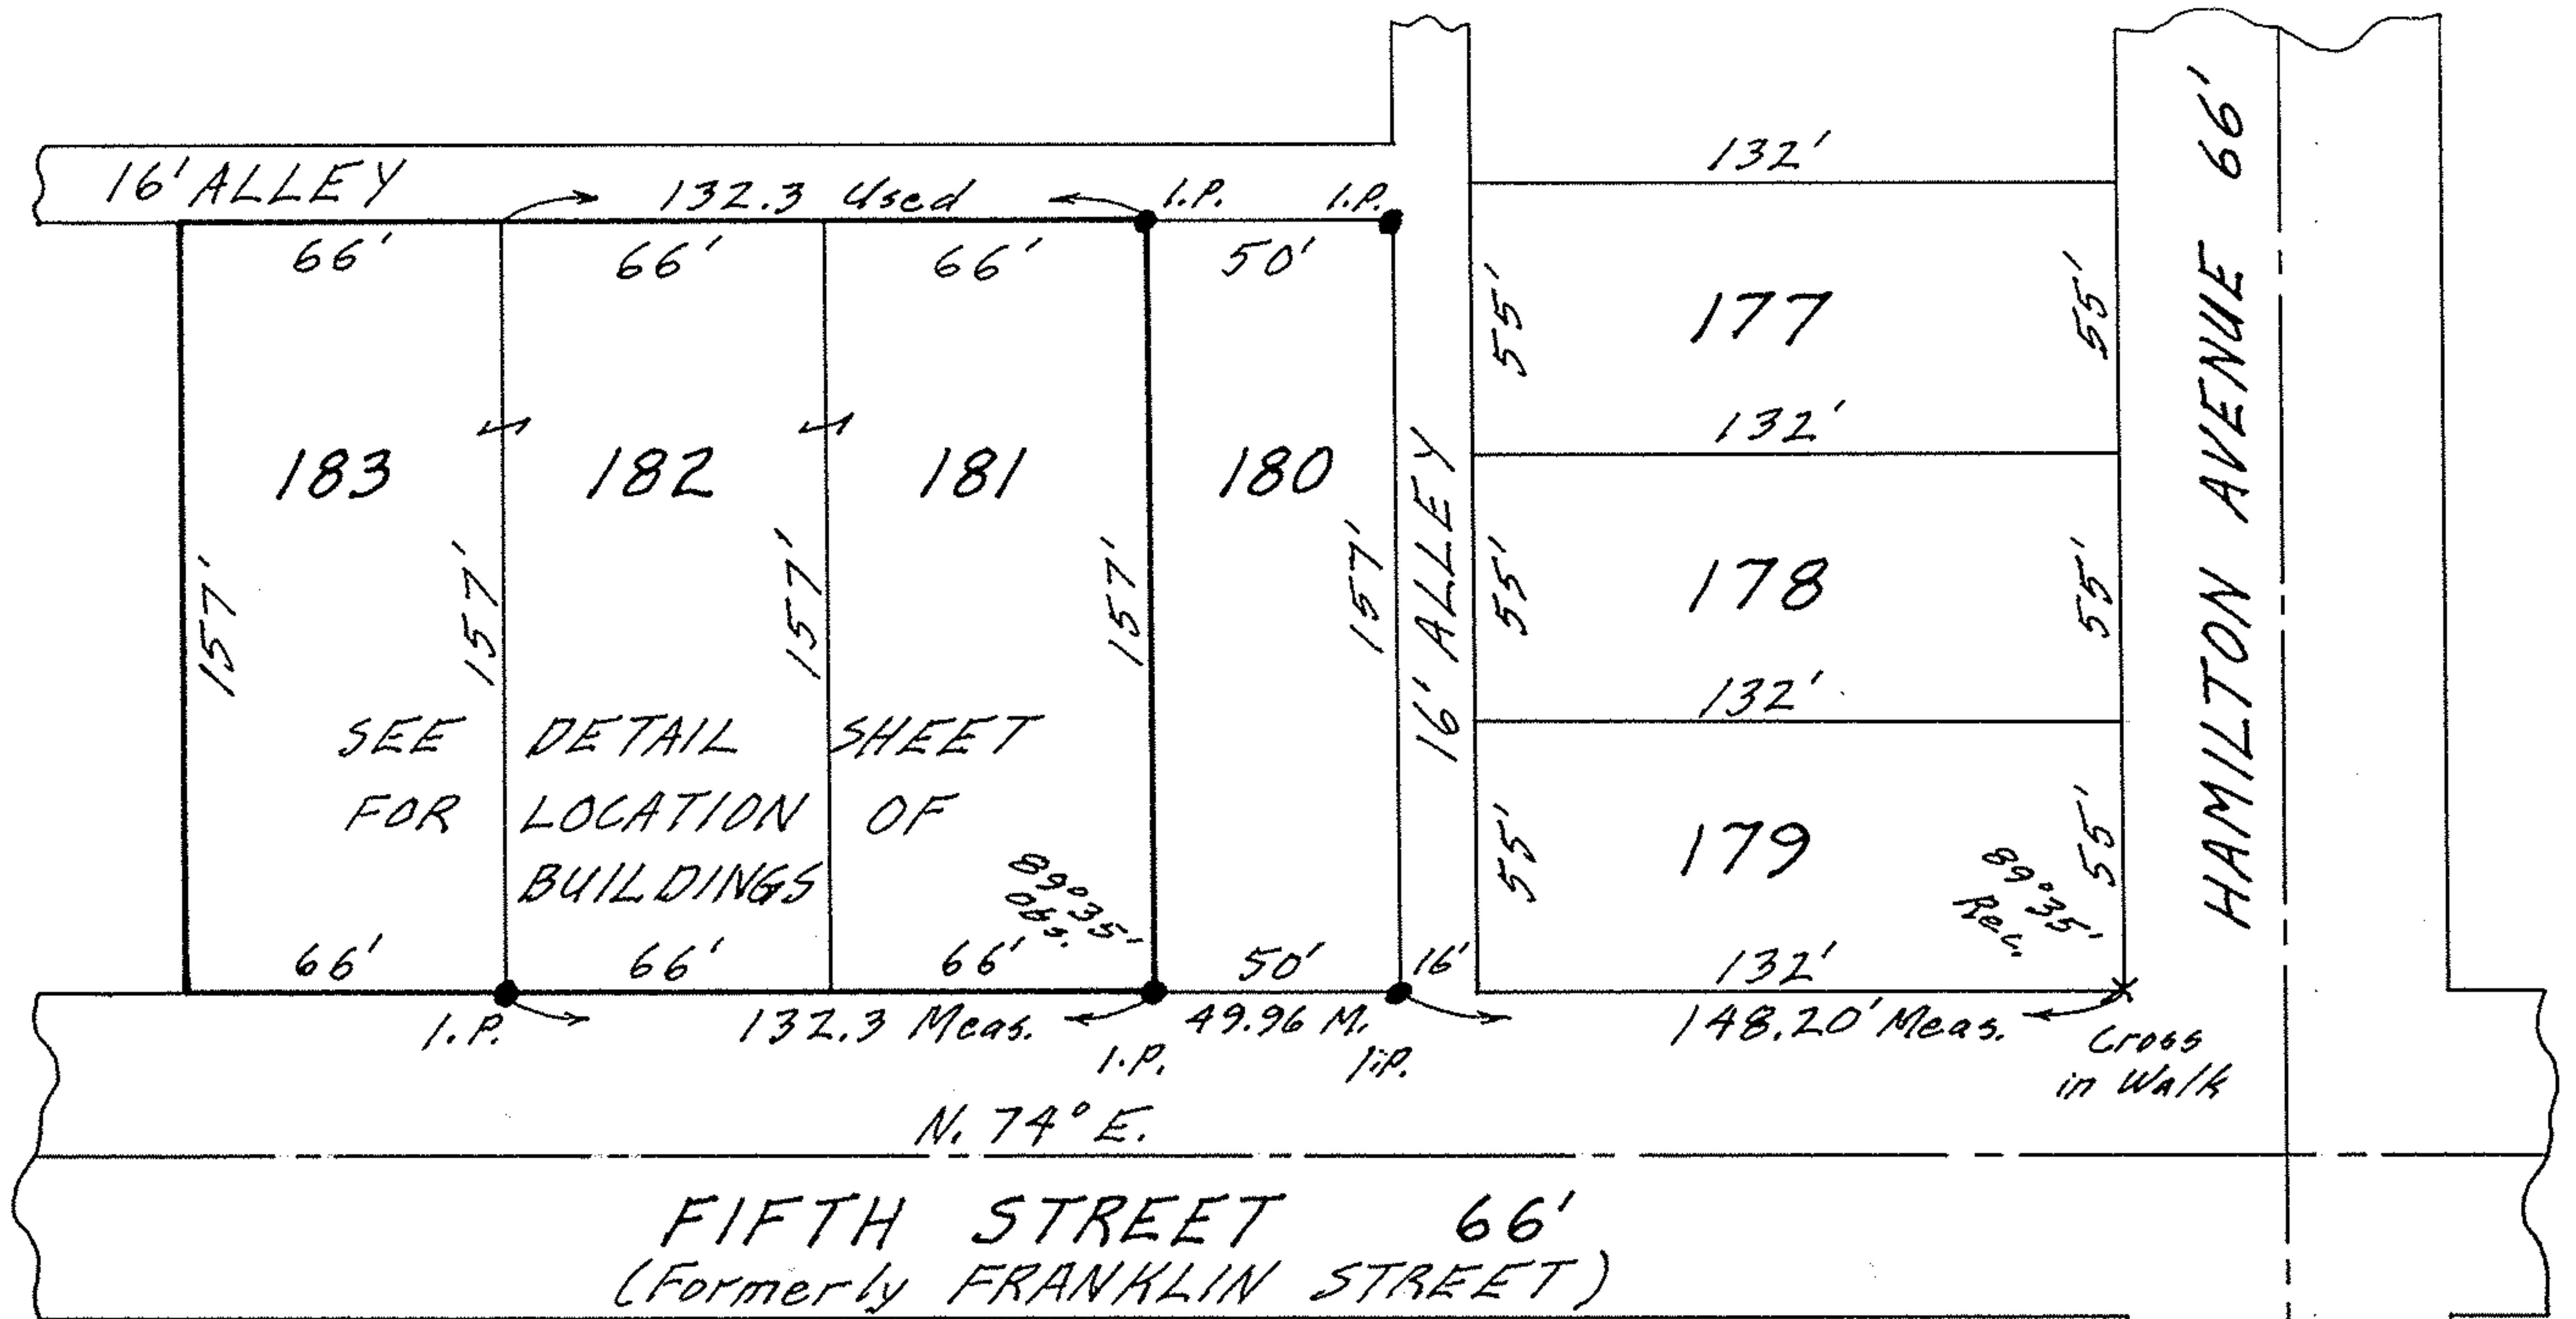 16' ALLEY
132.3 Used
I.P.
I.P.
132'
66'
66'
66'
50'
55'
177
55'
HAMILTON AVENUE 66'
132'
183
182
181
180
157'
157'
157'
157'
157'
16' ALLEY
55'
178
55'
132'
SEE DETAIL SHEET
FOR LOCATION OF
BUILDINGS
89°35'
Obs.
55'
179
55'
89°35'
Rec.
66'
66'
66'
50'
16'
132'
I.P.
132.3 Meas.
I.P.
49.96 M.
I.P.
148.20' Meas.
Cross
in Walk
N. 74° E.
FIFTH STREET 66'
(Formerly FRANKLIN STREET)